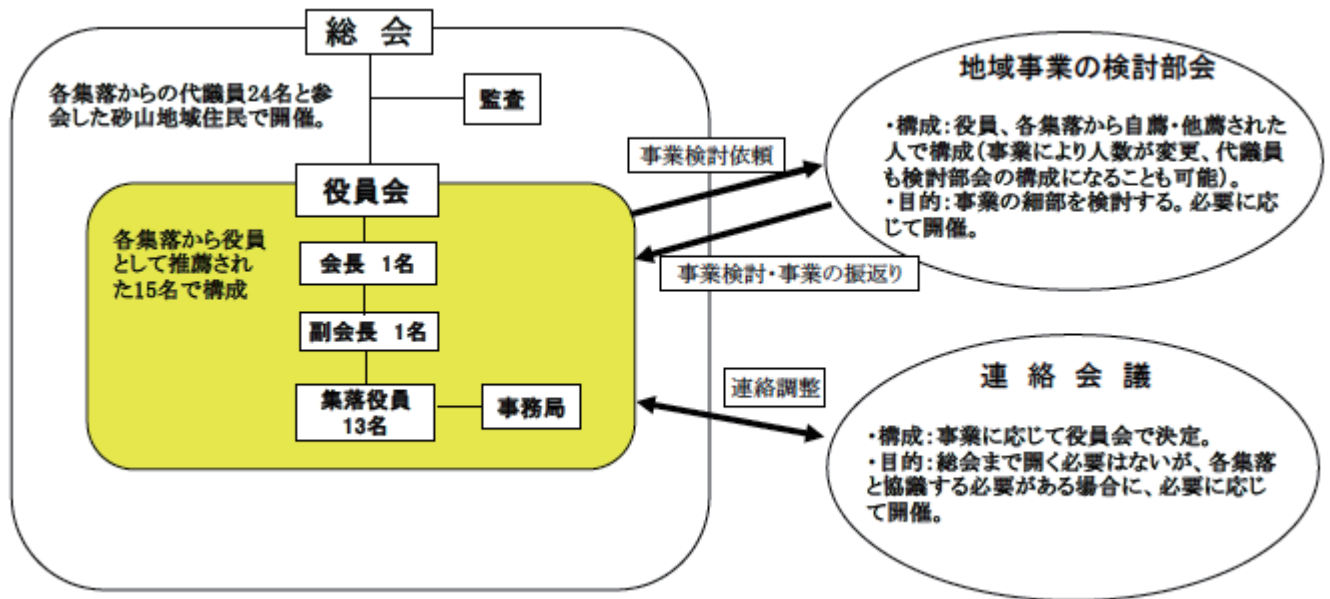 総 会
各集落からの代議員24名と参
会した砂山地域住民で開催。
監査
役員会
各集落から役員
として推薦され
た15名で構成
会長 1名
副会長 1名
集落役員
13名
事務局
事業検討依頼
事業検討・事業の振返り
連絡調整
地域事業の検討部会
・構成：役員、各集落から自薦・他薦された
人で構成（事業により人数が変更、代議員
も検討部会の構成になることも可能）。
・目的：事業の細部を検討する。必要に応
じて開催。
連 絡 会 議
・構成：事業に応じて役員会で決定。
・目的：総会まで開く必要はないが、各集落
と協議する必要がある場合に、必要に応じ
て開催。